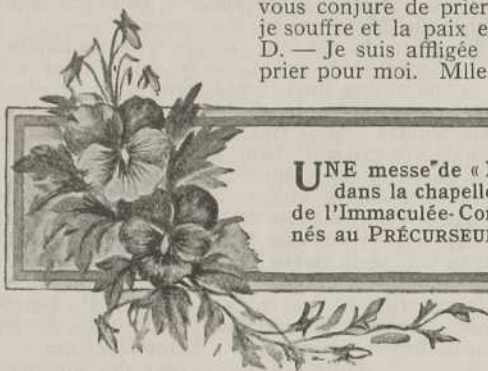 vous conjure de prier
je souffre et la paix e
D. — Je suis affligée
prier pour moi. Mlle
UNE messe de «
dans la chapelle
de l'Immaculée-Con
nés au PRÉCURSEUR